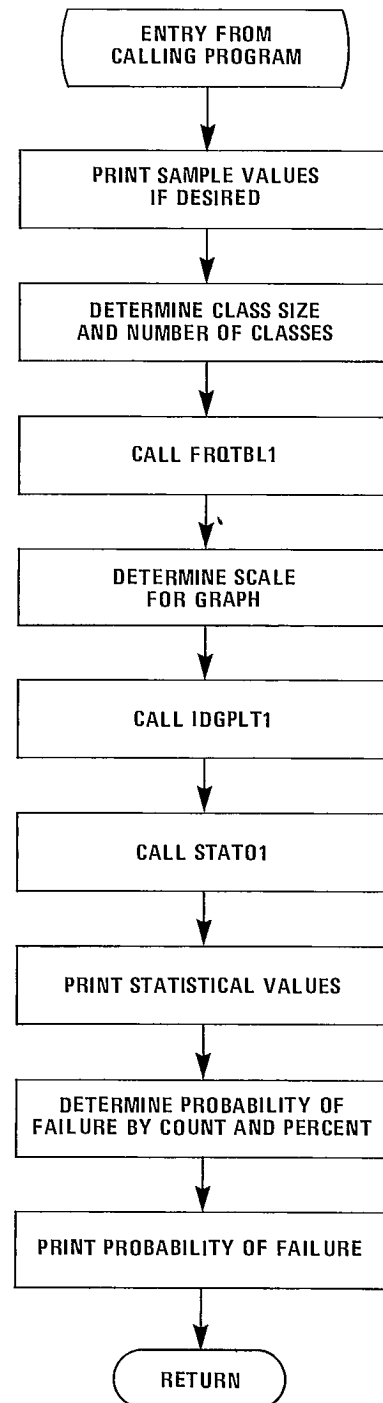 ENTRY FROM
CALLING PROGRAM
PRINT SAMPLE VALUES
IF DESIRED
DETERMINE CLASS SIZE
AND NUMBER OF CLASSES
CALL FRQTBL1
DETERMINE SCALE
FOR GRAPH
CALL IDGPLT1
CALL STATO1
PRINT STATISTICAL VALUES
DETERMINE PROBABILITY OF
FAILURE BY COUNT AND PERCENT
PRINT PROBABILITY OF FAILURE
RETURN